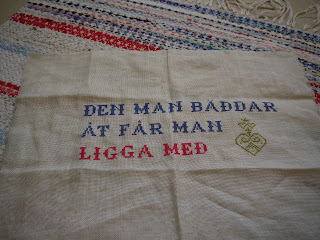 DEN MAN BÄDDAR
ÅT FÅR MAN
LIGGA MED